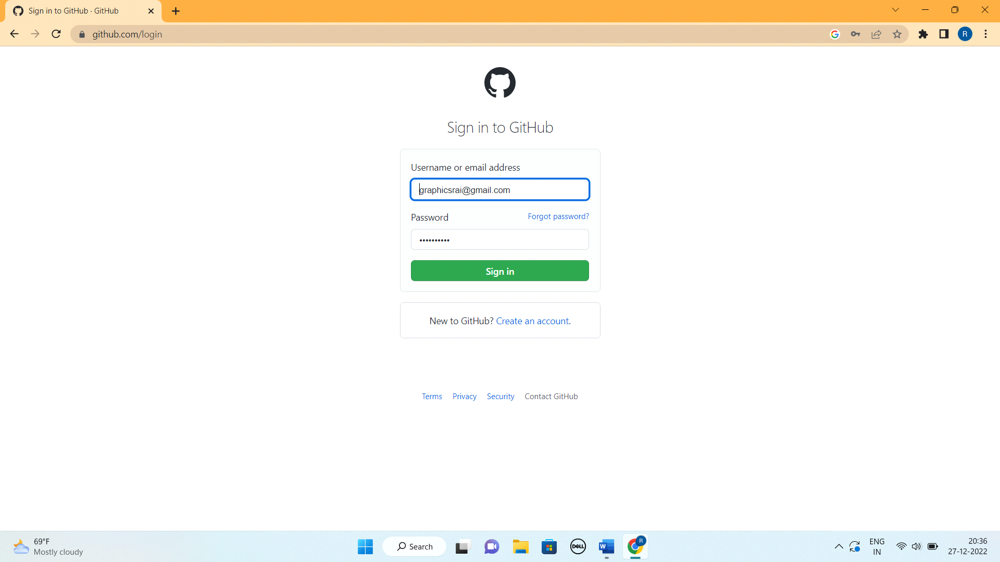 Sign in to GitHub · GitHub
github.com/login
R
Sign in to GitHub
Username or email address
graphicsrai@gmail.com
Password
Forgot password?
••••••••••
Sign in
New to GitHub? Create an account.
Terms Privacy Security Contact GitHub
69°F
Mostly cloudy
Search
DELL
W
R
ENG
IN
20:36
27-12-2022